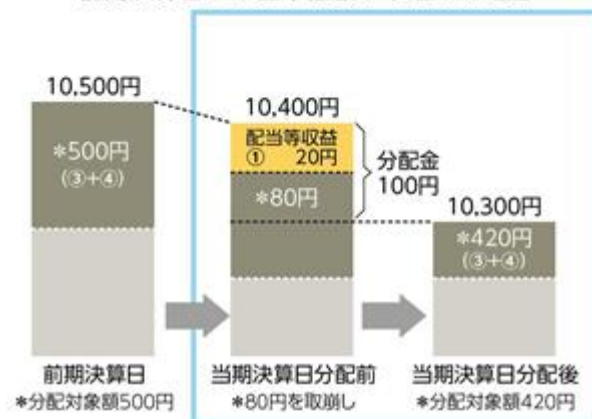 10,500円
*500円
(③+④)
前期決算日
*分配対象額500円
10,400円
配当等収益
① 20円
*80円
分配金
100円
当期決算日分配前
*80円を取崩し
10,300円
*420円
(③+④)
当期決算日分配後
*分配対象額420円